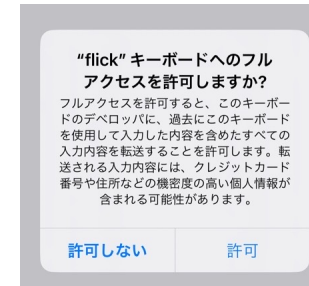 “flick” キーボードへのフル
アクセスを許可しますか?
フルアクセスを許可すると、このキーボー
ドのデベロッパに、過去にこのキーボード
を使用して入力した内容を含めたすべての
入力内容を転送することを許可します。転
送される入力内容には、クレジットカード
番号や住所などの機密度の高い個人情報が
含まれる可能性があります。
許可しない
許可